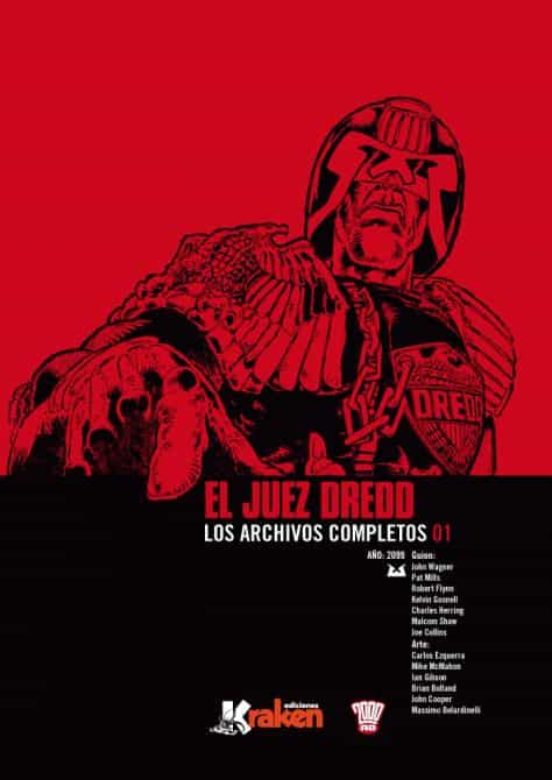 DREDD
EL JUEZ DREDD
LOS ARCHIVOS COMPLETOS 01
AÑO: 2099 Guion:
John Wagner
Pat Mills
Robert Flynn
Kelvin Gosnell
Charles Herring
Malcom Shaw
Joe Collins
Arte:
Carlos Ezquerra
Mike McMahon
Ian Gibson
Brian Bolland
John Cooper
Massimo Belardinelli
ediciones
Kraken
2000
AD